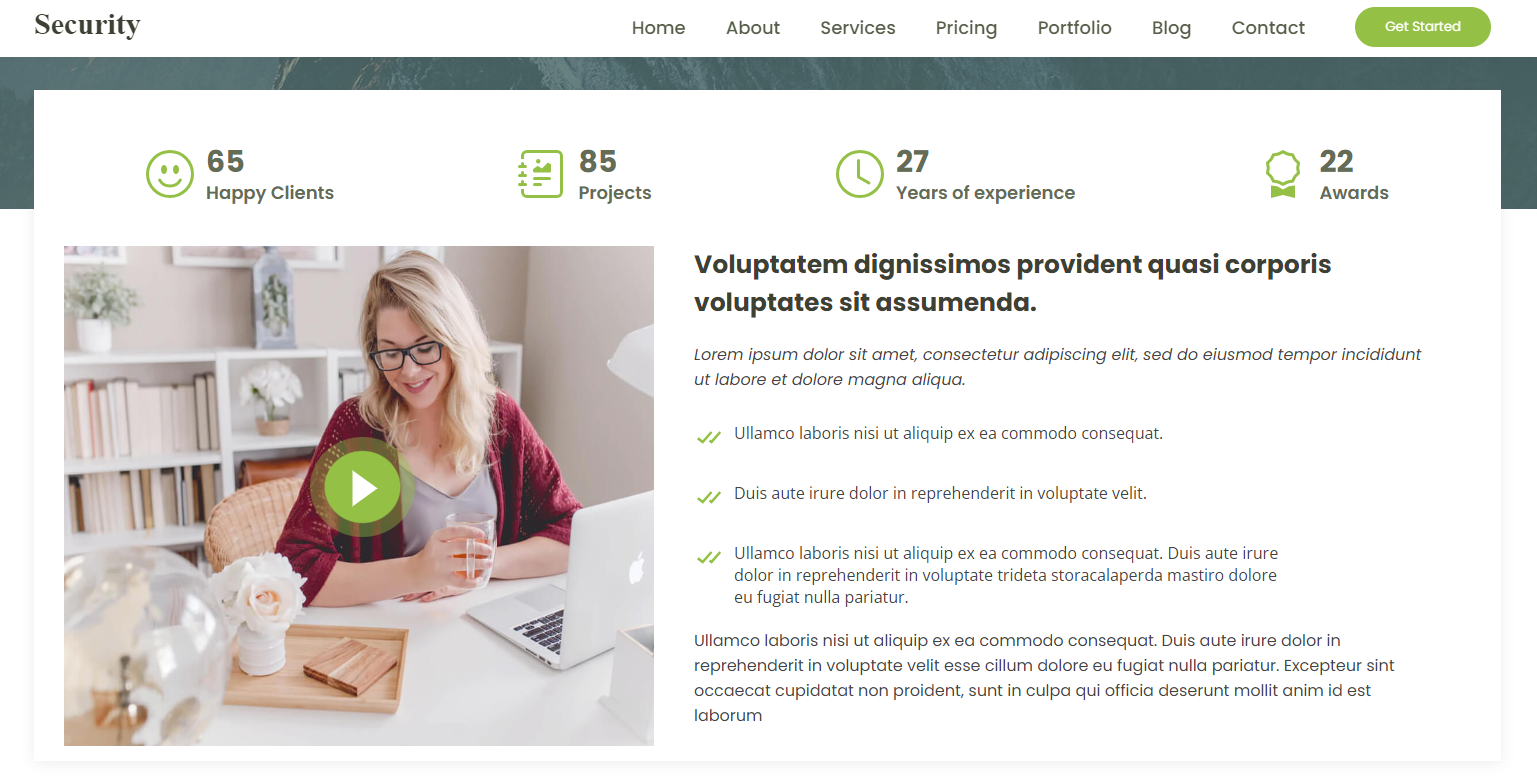 Security
Home About Services Pricing Portfolio Blog Contact Get Started
65
Happy Clients
85
Projects
27
Years of experience
22
Awards
Voluptatem dignissimos provident quasi corporis
voluptates sit assumenda.
Lorem ipsum dolor sit amet, consectetur adipiscing elit, sed do eiusmod tempor incididunt
ut labore et dolore magna aliqua.
Ullamco laboris nisi ut aliquip ex ea commodo consequat.
Duis aute irure dolor in reprehenderit in voluptate velit.
Ullamco laboris nisi ut aliquip ex ea commodo consequat. Duis aute irure
dolor in reprehenderit in voluptate trideta storacalaperda mastiro dolore
eu fugiat nulla pariatur.
Ullamco laboris nisi ut aliquip ex ea commodo consequat. Duis aute irure dolor in
reprehenderit in voluptate velit esse cillum dolore eu fugiat nulla pariatur. Excepteur sint
occaecat cupidatat non proident, sunt in culpa qui officia deserunt mollit anim id est
laborum